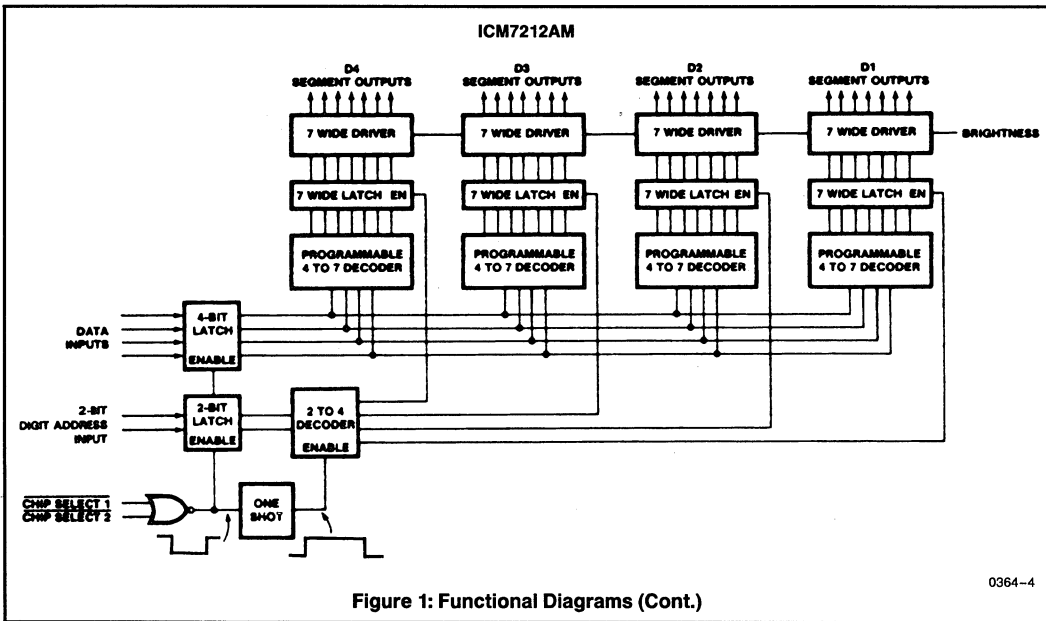 ICM7212AM
D4
SEGMENT OUTPUTS
D3
SEGMENT OUTPUTS
D2
SEGMENT OUTPUTS
D1
SEGMENT OUTPUTS
7 WIDE DRIVER
7 WIDE DRIVER
7 WIDE DRIVER
7 WIDE DRIVER
BRIGHTNESS
7 WIDE LATCH EN
7 WIDE LATCH EN
7 WIDE LATCH EN
7 WIDE LATCH EN
PROGRAMMABLE
4 TO 7 DECODER
PROGRAMMABLE
4 TO 7 DECODER
PROGRAMMABLE
4 TO 7 DECODER
PROGRAMMABLE
4 TO 7 DECODER
DATA
INPUTS
4-BIT
LATCH
ENABLE
2-BIT
DIGIT ADDRESS
INPUT
2-BIT
LATCH
ENABLE
2 TO 4
DECODER
ENABLE
CHIP SELECT 1
CHIP SELECT 2
ONE
SHOT
0364-4
Figure 1: Functional Diagrams (Cont.)